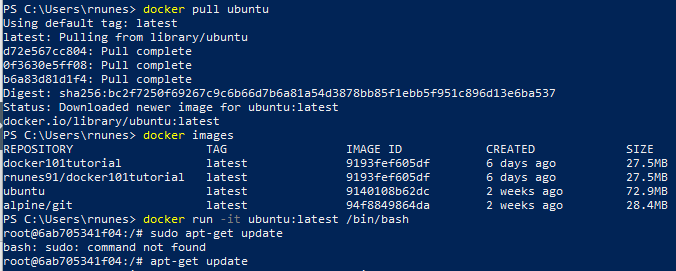 PS C:\Users\rnunes> docker pull ubuntu
Using default tag: latest
latest: Pulling from library/ubuntu
d72e567cc804: Pull complete
0f3630e5ff08: Pull complete
b6a83d81d1f4: Pull complete
Digest: sha256:bc2f7250f69267c9c6b66d7b6a81a54d3878bb85f1ebb5f951c896d13e6ba537
Status: Downloaded newer image for ubuntu:latest
docker.io/library/ubuntu:latest
PS C:\Users\rnunes> docker images
REPOSITORY TAG IMAGE ID CREATED SIZE
docker101tutorial latest 9193fef605df 6 days ago 27.5MB
rnunes91/docker101tutorial latest 9193fef605df 6 days ago 27.5MB
ubuntu latest 9140108b62dc 2 weeks ago 72.9MB
alpine/git latest 94f8849864da 2 weeks ago 28.4MB
PS C:\Users\rnunes> docker run -it ubuntu:latest /bin/bash
root@6ab705341f04:/# sudo apt-get update
bash: sudo: command not found
root@6ab705341f04:/# apt-get update